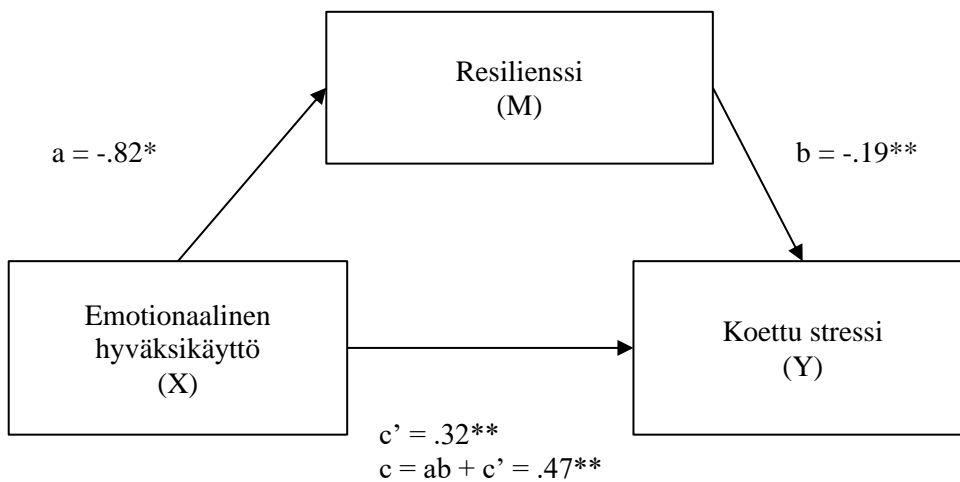 Resilienssi
(M)
a = -.82*
b = -.19**
Emotionaalinen
hyväksikäyttö
(X)
Koettu stressi
(Y)
c’ = .32**
c = ab + c’ = .47**